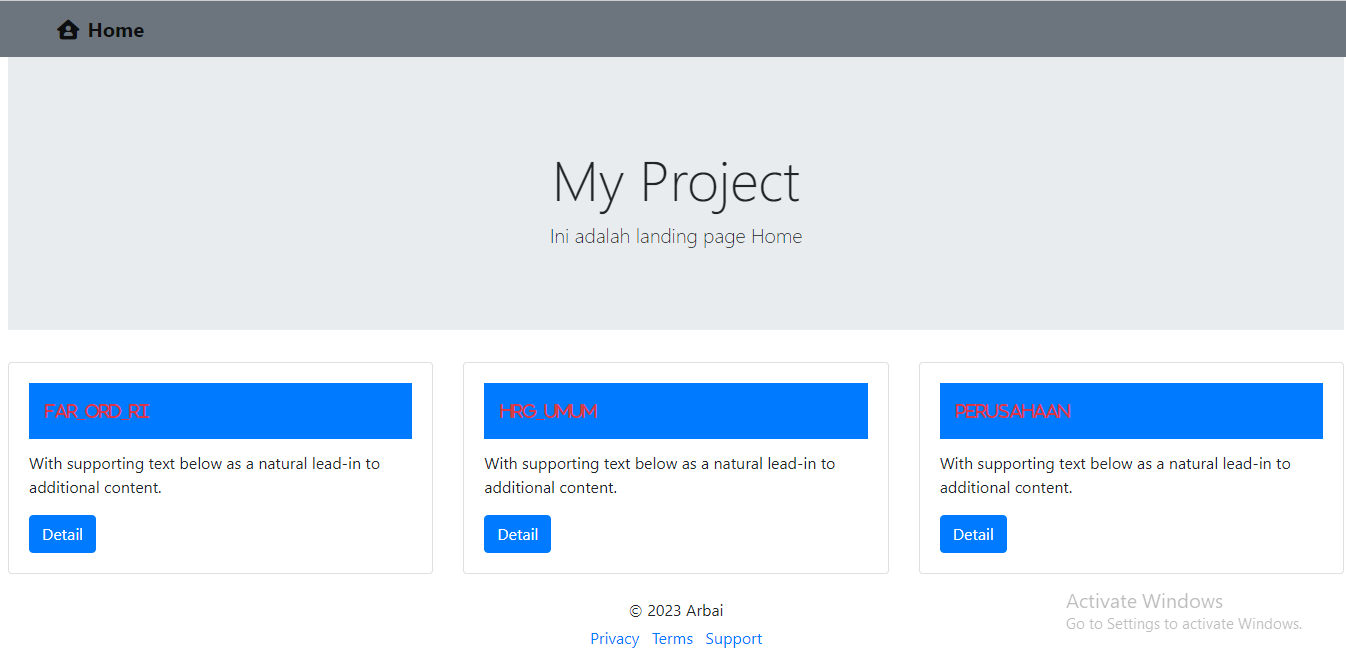 Home
My Project
Ini adalah landing page Home
FAR ORD RI
With supporting text below as a natural lead-in to
additional content.
Detail
HRG UMUM
With supporting text below as a natural lead-in to
additional content.
Detail
PERUSAHAAN
With supporting text below as a natural lead-in to
additional content.
Detail
© 2023 Arbai
Privacy Terms Support
Activate Windows
Go to Settings to activate Windows.